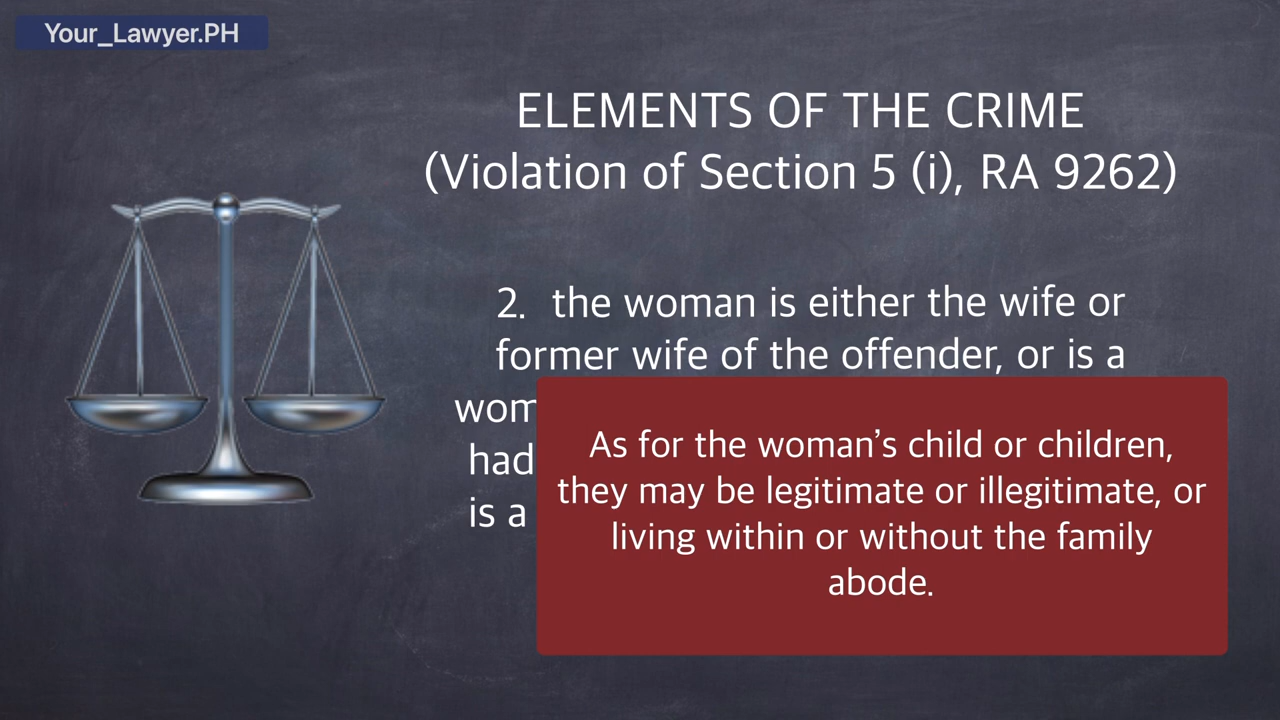 Your_Lawyer.PH
ELEMENTS OF THE CRIME
(Violation of Section 5 (i), RA 9262)
2. the woman is either the wife or
former wife of the offender, or is a
had
is a
As for the woman’s child or children,
they may be legitimate or illegitimate, or
living within or without the family
abode.